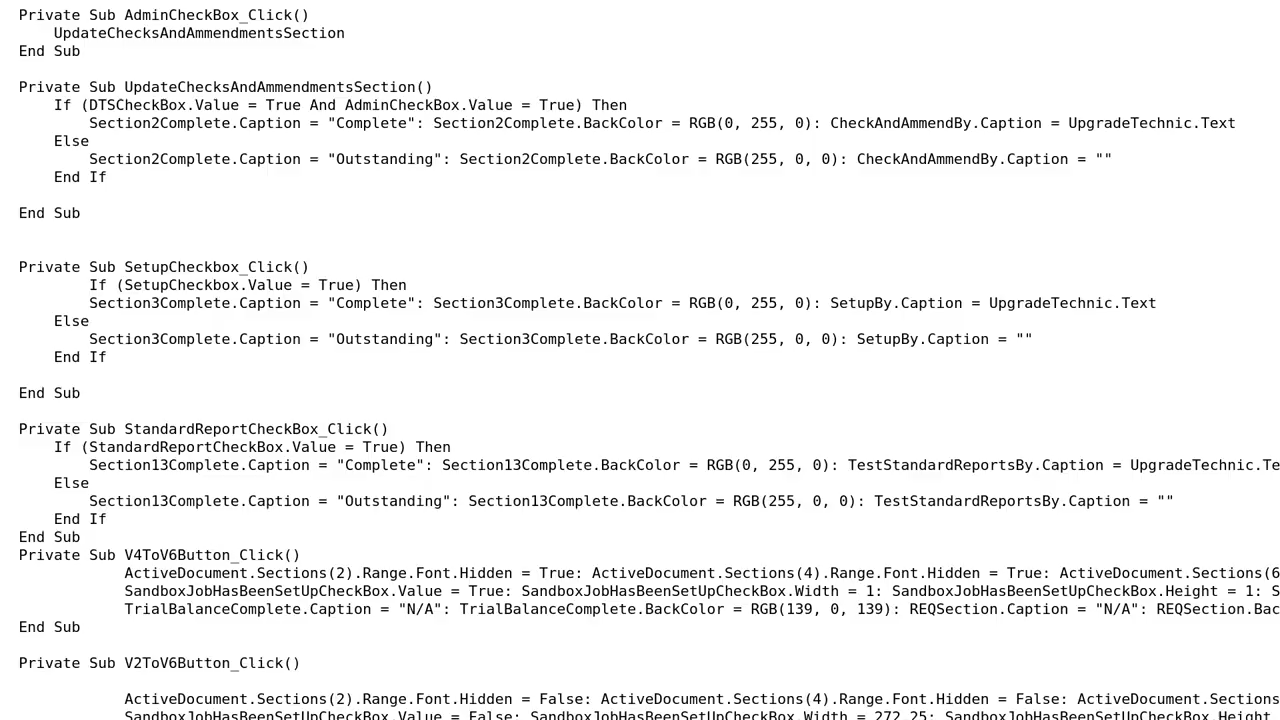 Private Sub AdminCheckBox_Click()
    UpdateChecksAndAmmendmentsSection
End Sub

Private Sub UpdateChecksAndAmmendmentsSection()
    If (DTSCheckBox.Value = True And AdminCheckBox.Value = True) Then
        Section2Complete.Caption = "Complete": Section2Complete.BackColor = RGB(0, 255, 0): CheckAndAmmendBy.Caption = UpgradeTechnic.Text
    Else
        Section2Complete.Caption = "Outstanding": Section2Complete.BackColor = RGB(255, 0, 0): CheckAndAmmendBy.Caption = ""
    End If

End Sub


Private Sub SetupCheckbox_Click()
        If (SetupCheckbox.Value = True) Then
        Section3Complete.Caption = "Complete": Section3Complete.BackColor = RGB(0, 255, 0): SetupBy.Caption = UpgradeTechnic.Text
    Else
        Section3Complete.Caption = "Outstanding": Section3Complete.BackColor = RGB(255, 0, 0): SetupBy.Caption = ""
    End If

End Sub

Private Sub StandardReportCheckBox_Click()
    If (StandardReportCheckBox.Value = True) Then
        Section13Complete.Caption = "Complete": Section13Complete.BackColor = RGB(0, 255, 0): TestStandardReportsBy.Caption = UpgradeTechnic.Te
    Else
        Section13Complete.Caption = "Outstanding": Section13Complete.BackColor = RGB(255, 0, 0): TestStandardReportsBy.Caption = ""
    End If
End Sub
Private Sub V4ToV6Button_Click()
            ActiveDocument.Sections(2).Range.Font.Hidden = True: ActiveDocument.Sections(4).Range.Font.Hidden = True: ActiveDocument.Sections(6
            SandboxJobHasBeenSetUpCheckBox.Value = True: SandboxJobHasBeenSetUpCheckBox.Width = 1: SandboxJobHasBeenSetUpCheckBox.Height = 1: S
            TrialBalanceComplete.Caption = "N/A": TrialBalanceComplete.BackColor = RGB(139, 0, 139): REQSection.Caption = "N/A": REQSection.Bac
End Sub

Private Sub V2ToV6Button_Click()

            ActiveDocument.Sections(2).Range.Font.Hidden = False: ActiveDocument.Sections(4).Range.Font.Hidden = False: ActiveDocument.Sections
            SandboxJobHasBeenSetUpCheckBox.Value = False: SandboxJobHasBeenSetUpCheckBox.Width = 272.25: SandboxJobHasBeenSetUpCheckBox.Height